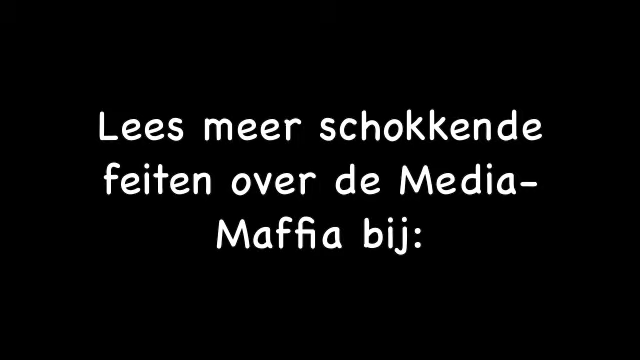 Lees meer schokkende
feiten over de Media-
Maffia bij: